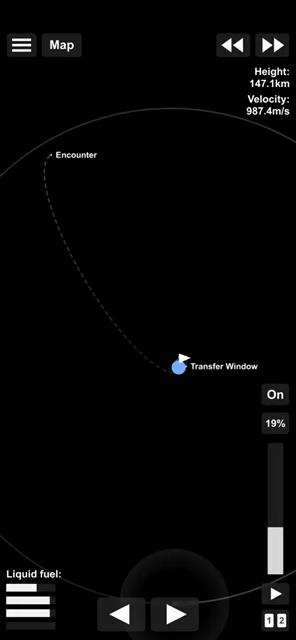 Map
Height:
147.1km
Velocity:
987.4m/s
Encounter
Transfer Window
On
19%
Liquid fuel:
1 2